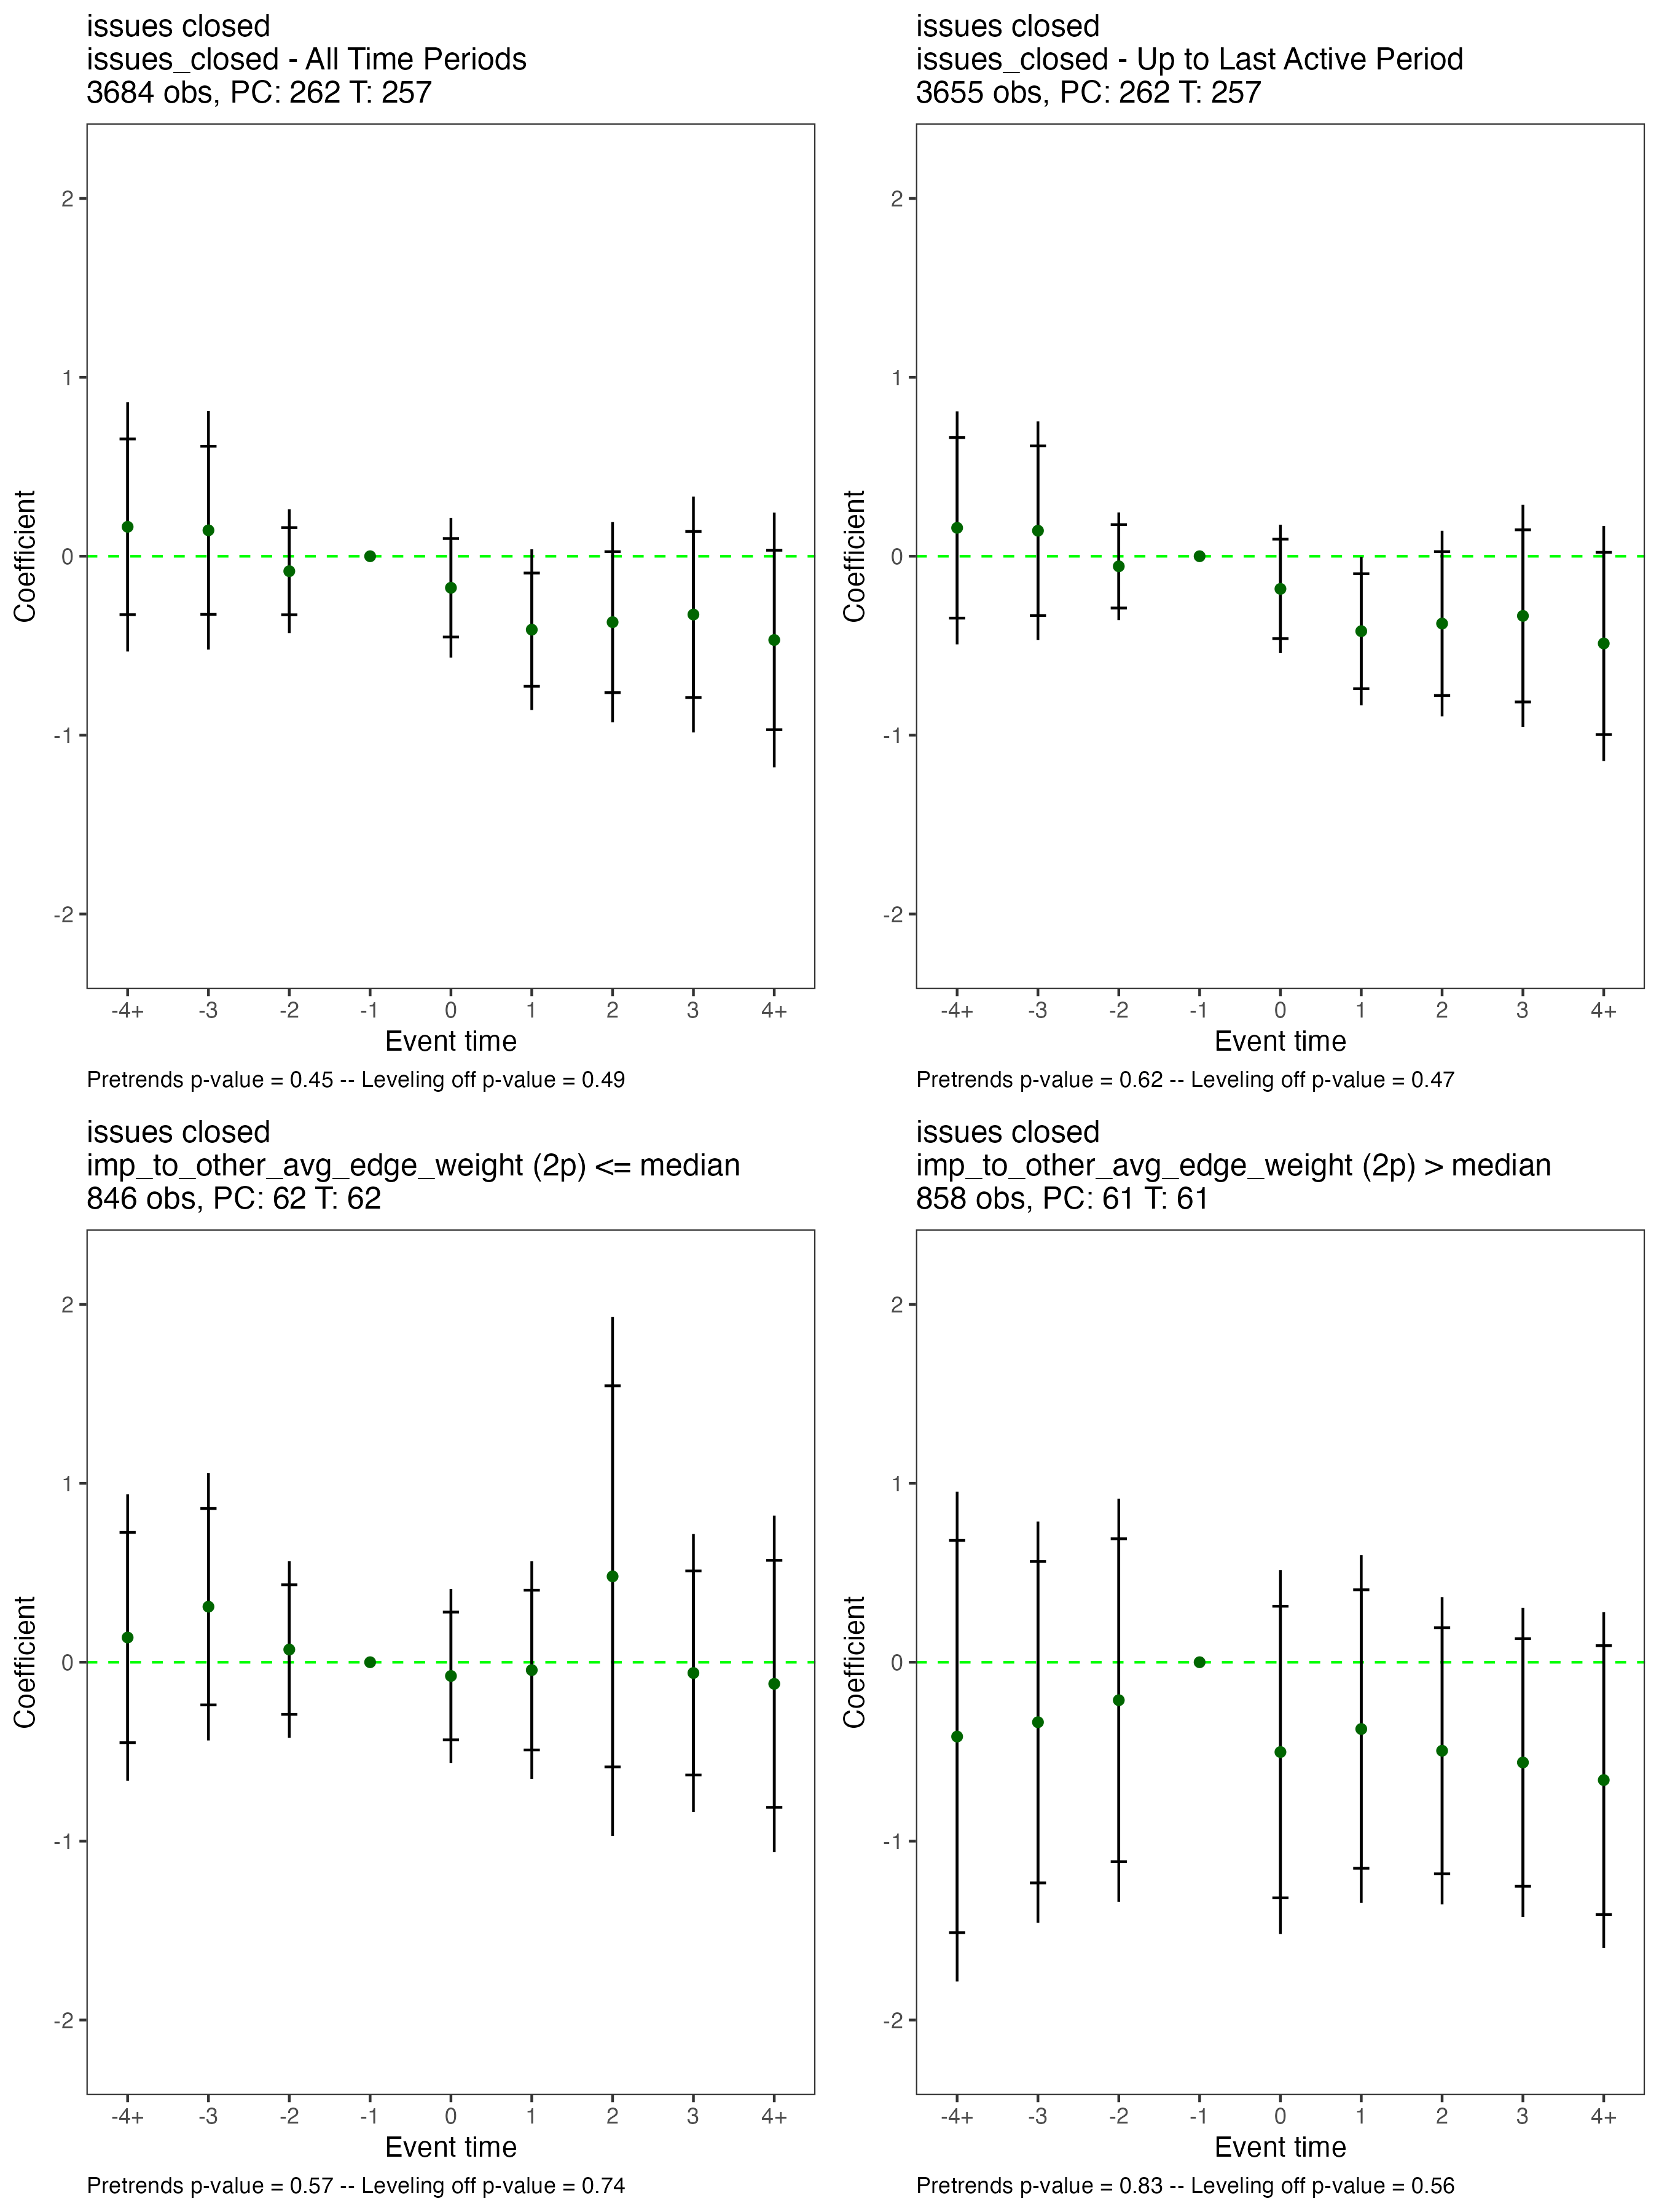 issues closed
issues_closed - All Time Periods
3684 obs, PC: 262 T: 257
2
1
0
-1
-2
Coefficient
-4+ -3 -2 -1 0 1 2 3 4+
Event time
Pretrends p-value = 0.45 -- Leveling off p-value = 0.49
issues closed
issues_closed - Up to Last Active Period
3655 obs, PC: 262 T: 257
2
1
0
-1
-2
Coefficient
-4+ -3 -2 -1 0 1 2 3 4+
Event time
Pretrends p-value = 0.62 -- Leveling off p-value = 0.47
issues closed
imp_to_other_avg_edge_weight (2p) <= median
846 obs, PC: 62 T: 62
2
1
0
-1
-2
Coefficient
-4+ -3 -2 -1 0 1 2 3 4+
Event time
Pretrends p-value = 0.57 -- Leveling off p-value = 0.74
issues closed
imp_to_other_avg_edge_weight (2p) > median
858 obs, PC: 61 T: 61
2
1
0
-1
-2
Coefficient
-4+ -3 -2 -1 0 1 2 3 4+
Event time
Pretrends p-value = 0.83 -- Leveling off p-value = 0.56